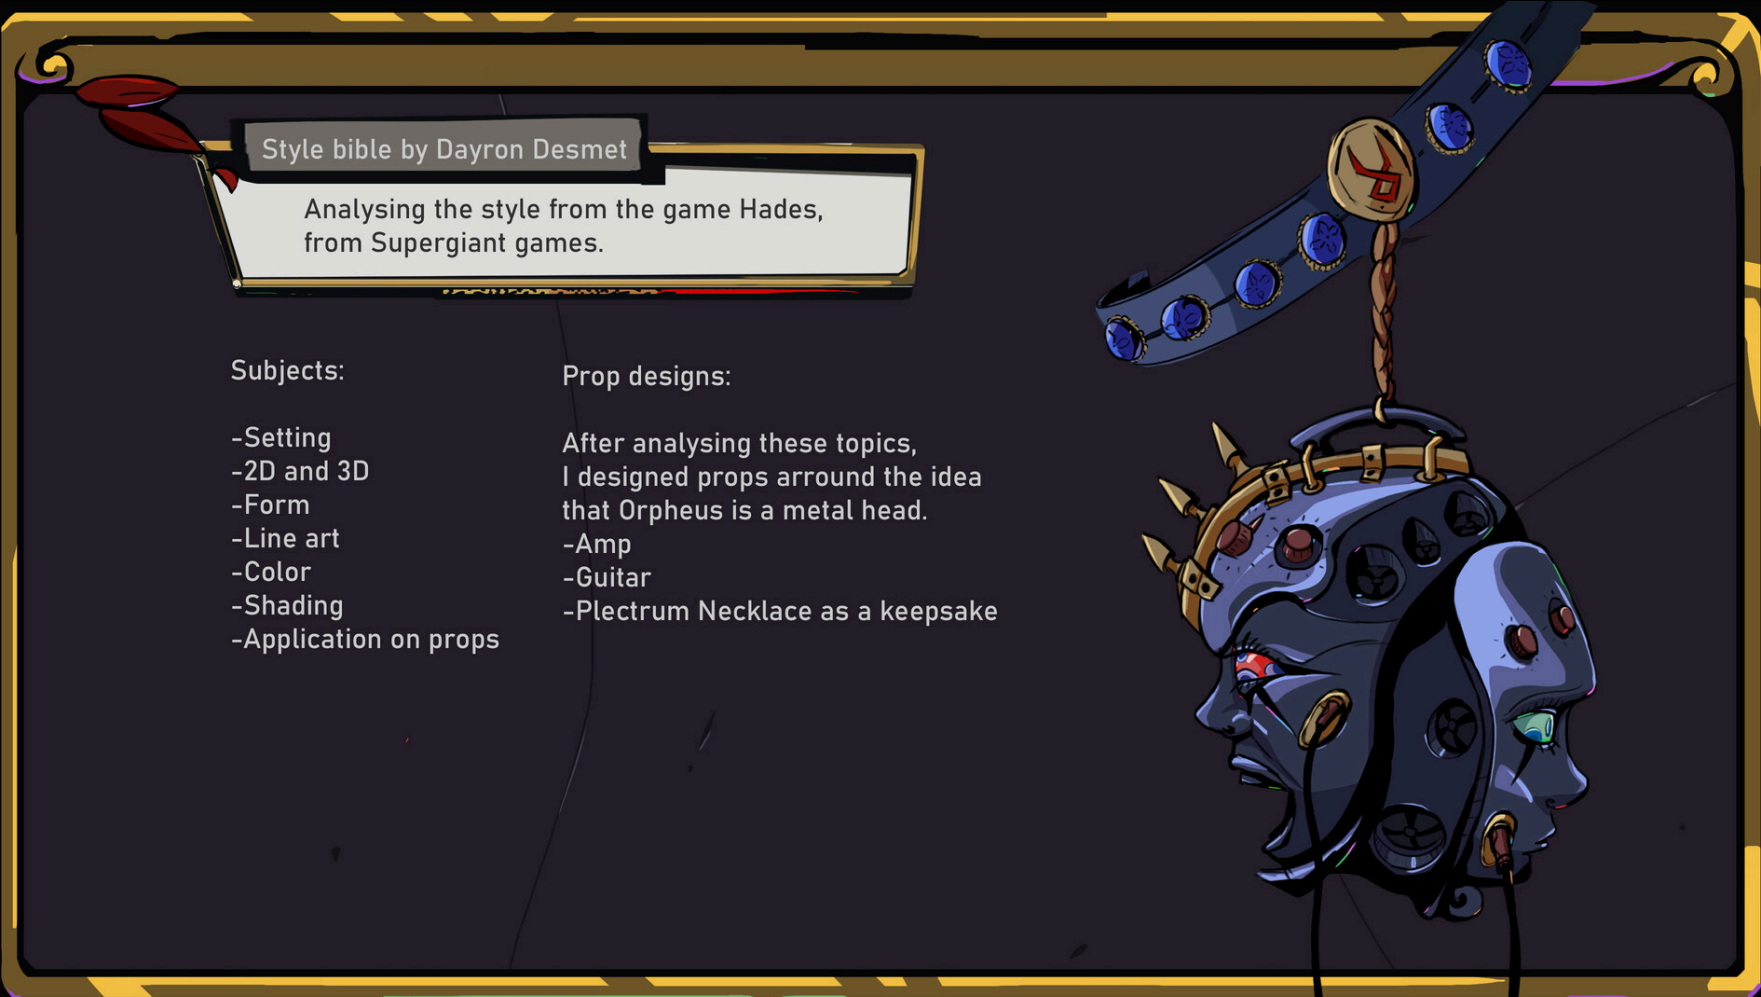 Style bible by Dayron Desmet
Analysing the style from the game Hades,
from Supergiant games.
Subjects:
-Setting
-2D and 3D
-Form
-Line art
-Color
-Shading
-Application on props
Prop designs:
After analysing these topics,
I designed props arround the idea
that Orpheus is a metal head.
-Amp
-Guitar
-Plectrum Necklace as a keepsake